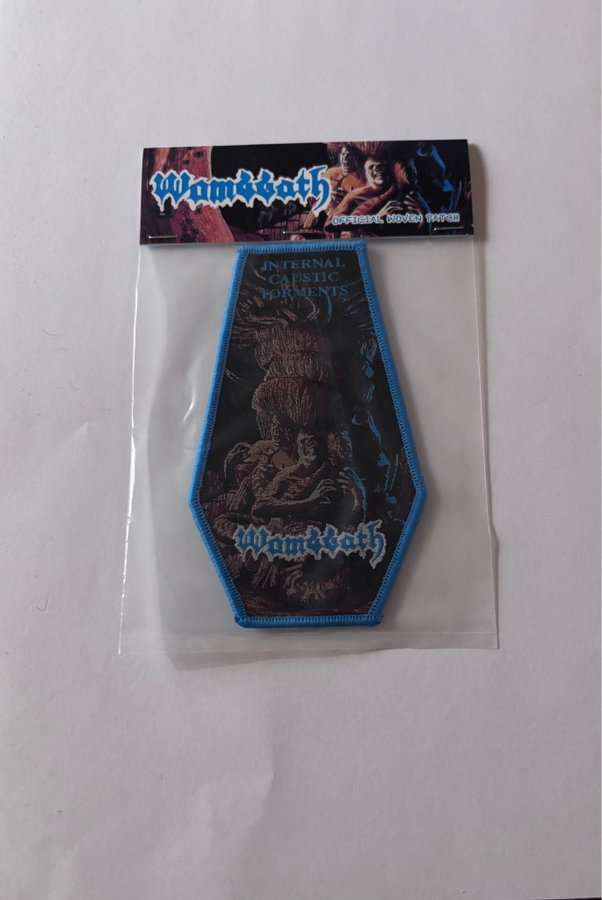 Wombbath
OFFICIAL WOVEN PATCH
INTERNAL
CAUSTIC
TORMENTS
Wombbath